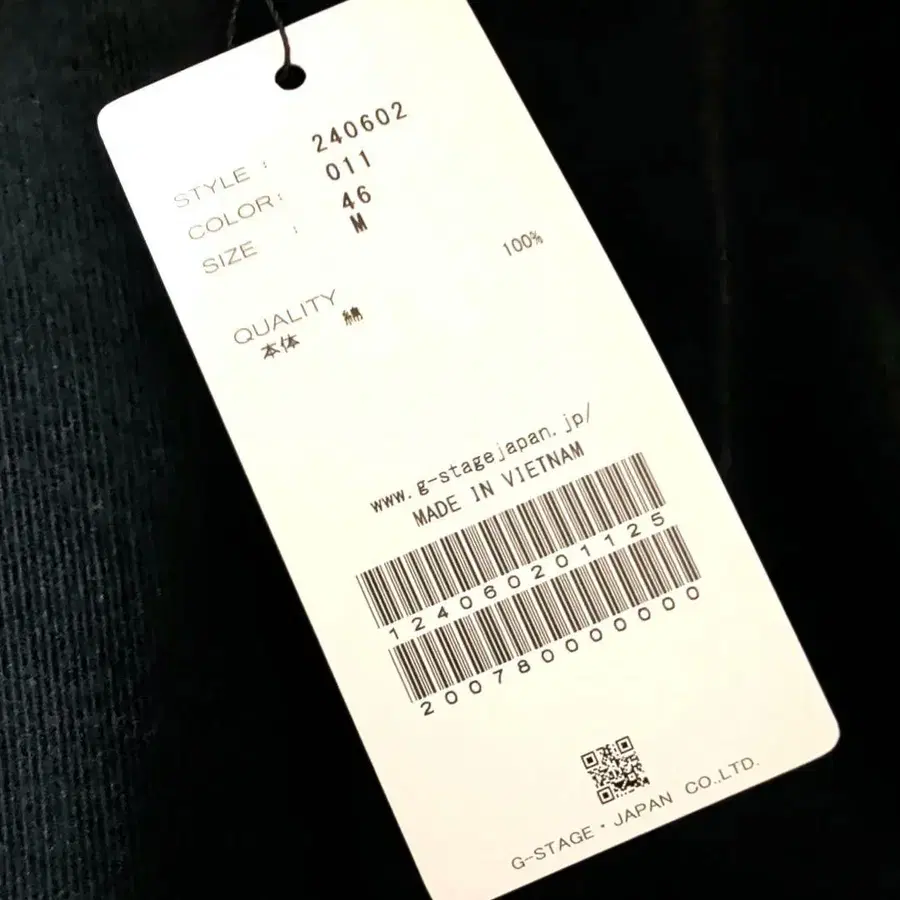 STYLE : 240602
COLOR: 011
SIZE : 46
M
QUALITY
本体 綿 100%
www.g-stagejapan.jp/
MADE IN VIETNAM
1240602011125
2007800000000
G-STAGE・JAPAN CO.,LTD.